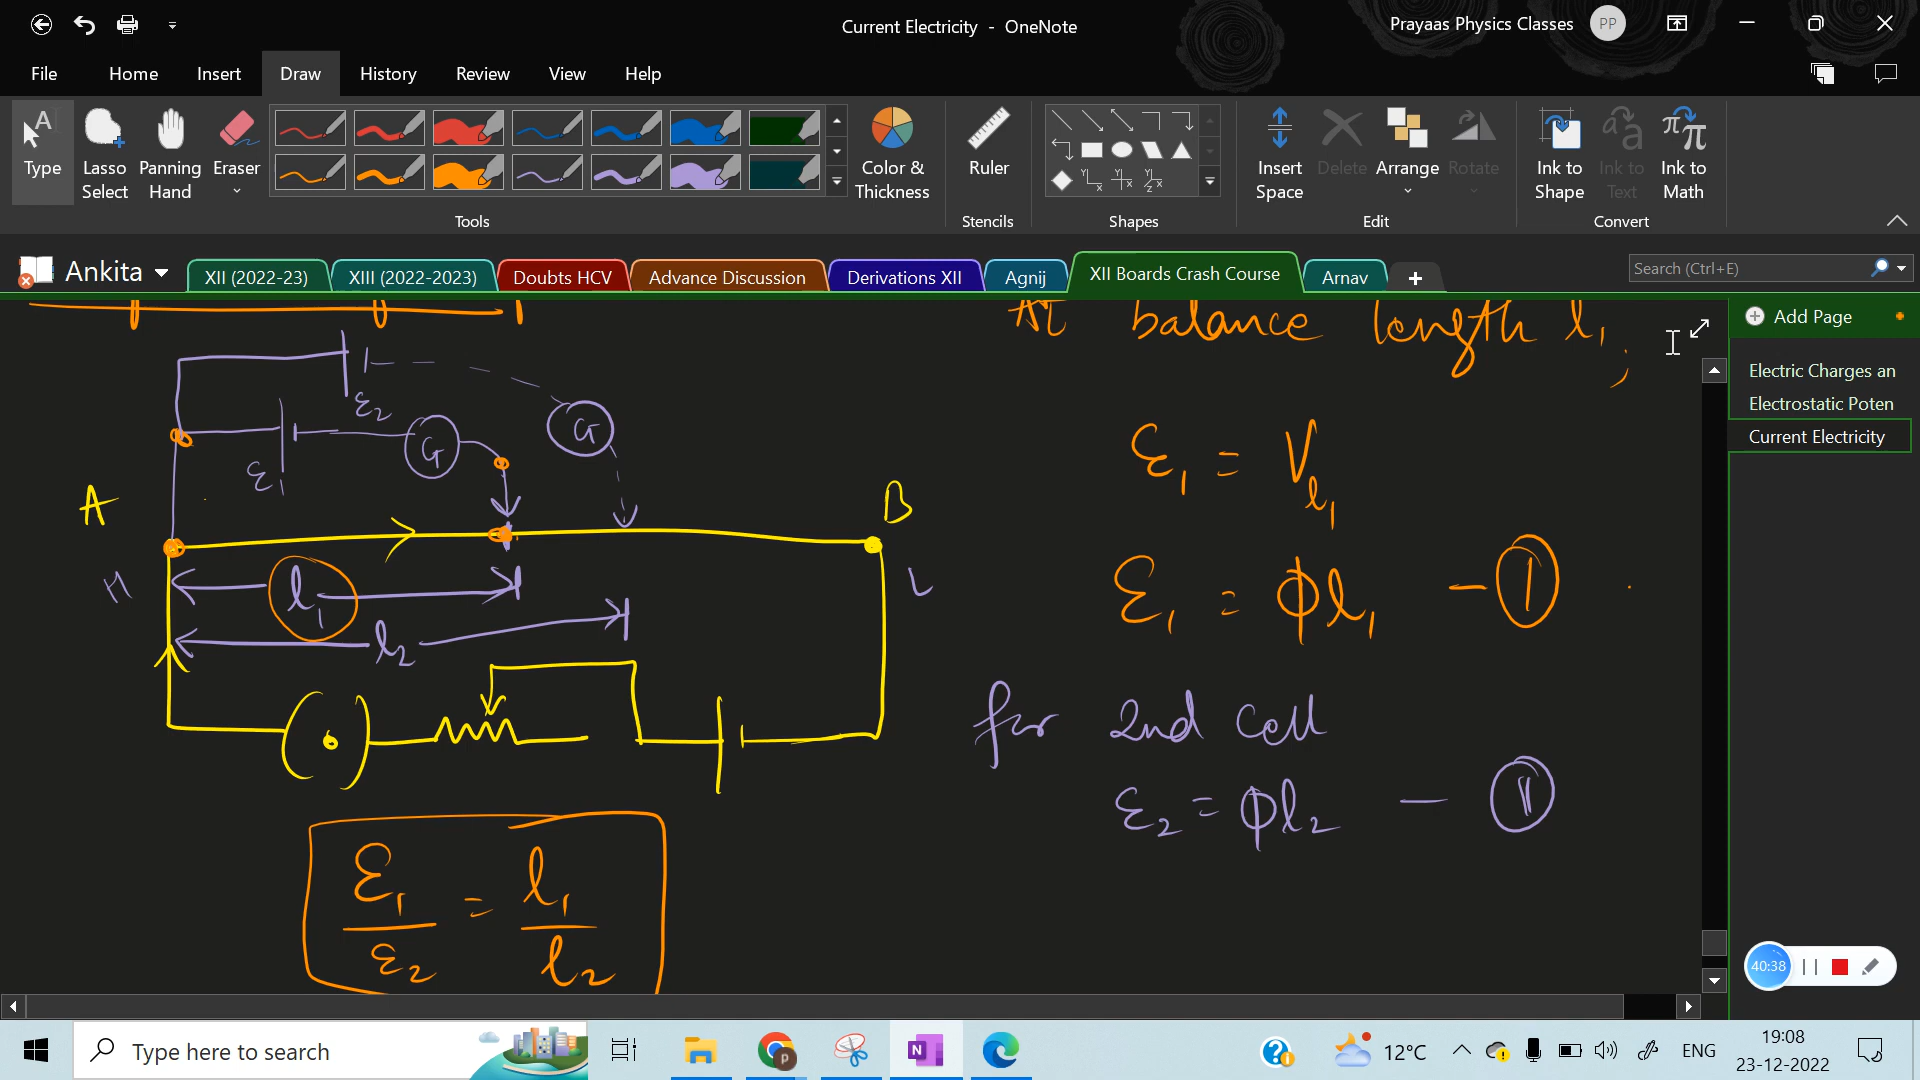 Current Electricity - OneNote
Prayaas Physics Classes PP
File Home Insert Draw History Review View Help
Type
Lasso Select
Panning Hand
Eraser
Color & Thickness
Ruler
Insert Space
Delete
Arrange
Rotate
Ink to Shape
Ink to Text
Ink to Math
Tools Stencils Shapes Edit Convert
Ankita XII (2022-23) XIII (2022-2023) Doubts HCV Advance Discussion Derivations XII Agnij XII Boards Crash Course Arnav +
Search (Ctrl+E)
Add Page
Electric Charges an
Electrostatic Poten
Current Electricity
At balance length l₁,
ε₂
G
G
ε₁
A
B
H
L
l₁
l₂
ε₁ = V_l₁
ε₁ = ϕl₁ - I
for 2nd cell
ε₂ = ϕl₂ - II
ε₁/ε₂ = l₁/l₂
40:38
Type here to search
12°C
ENG
19:08
23-12-2022